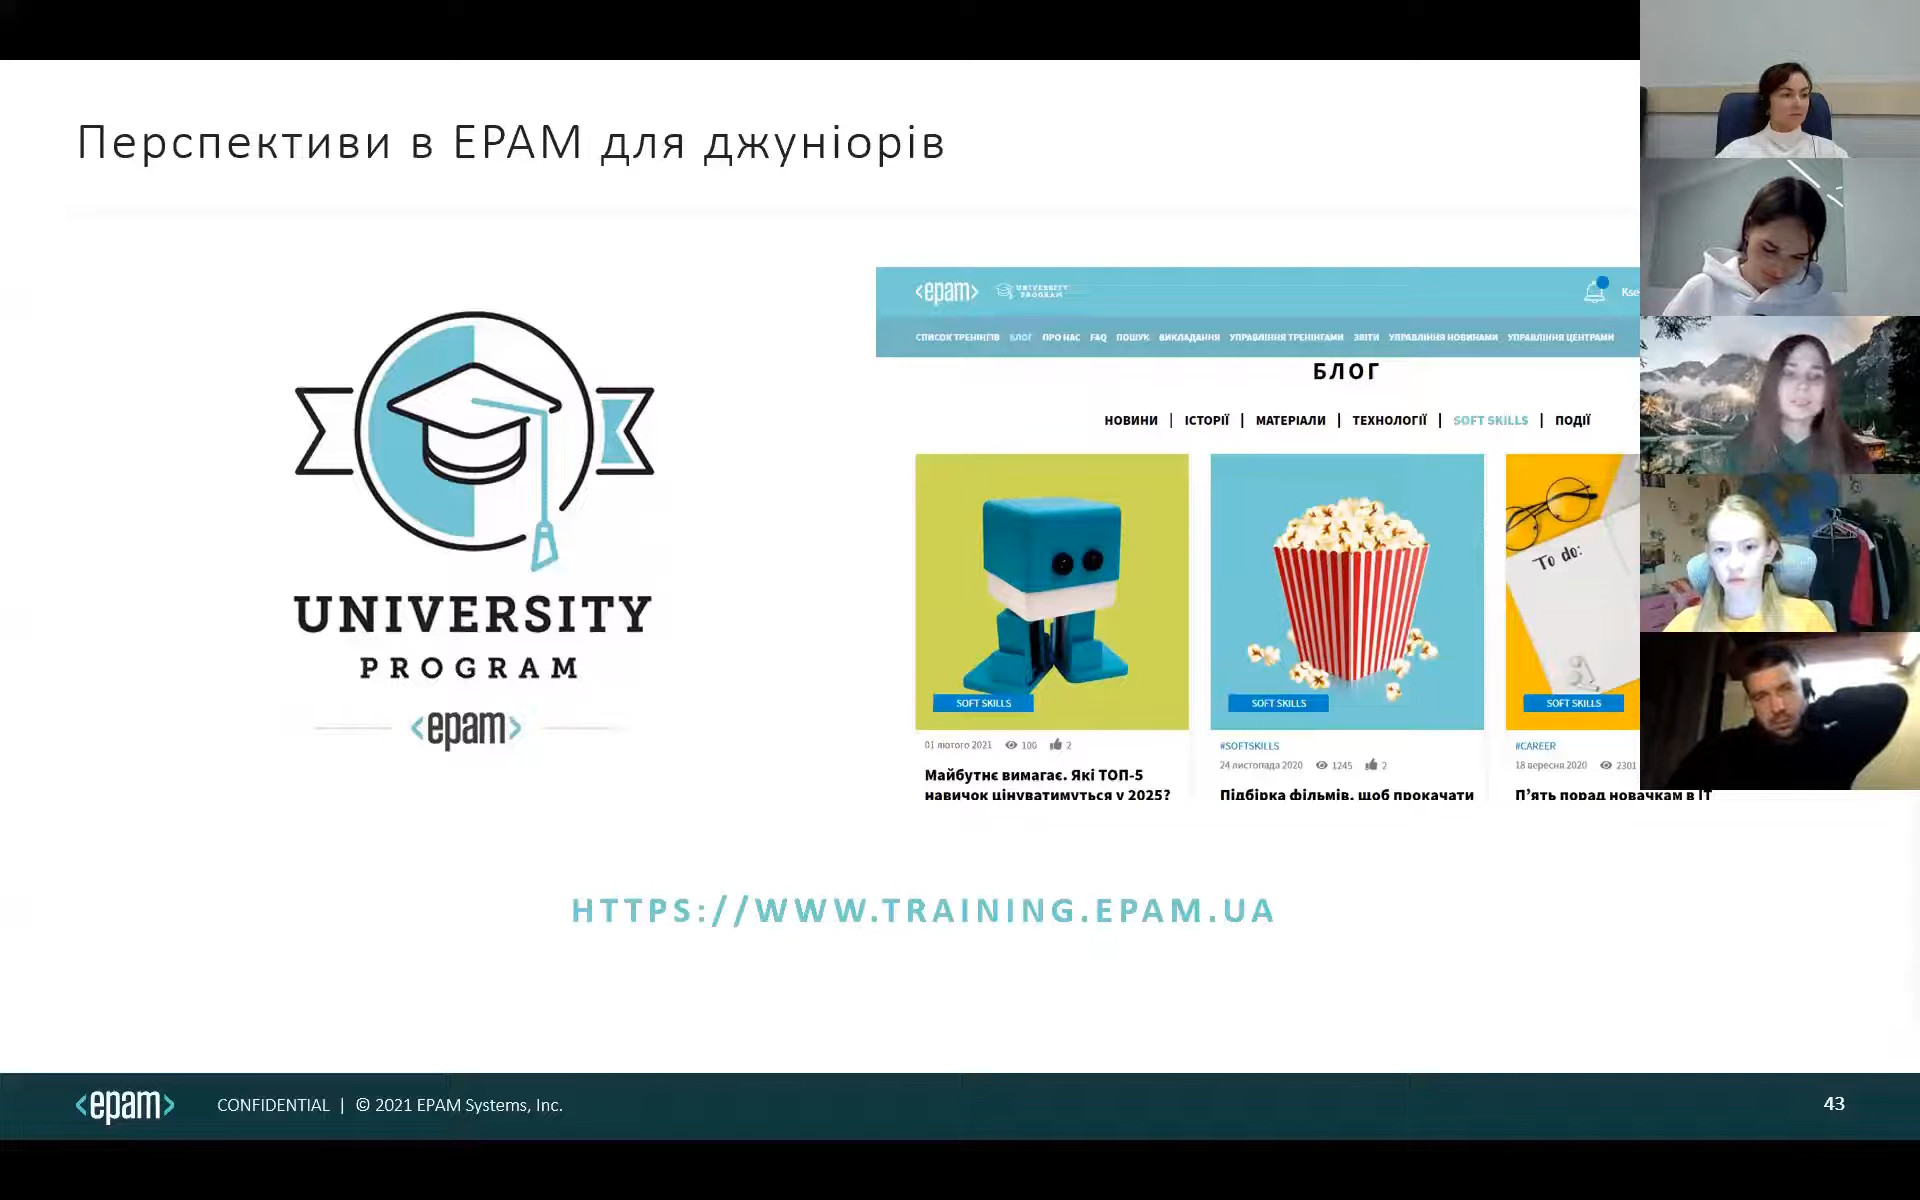 Перспективи в EPAM для джуніорів
UNIVERSITY
PROGRAM
<epam>
<epam> UNIVERSITY PROGRAM Kse
СПИСОК ТРЕНІНГІВ БЛОГ ПРО НАС FAQ ПОШУК ВИКЛАДАННЯ УПРАВЛІННЯ ТРЕНІНГАМИ ЗВІТИ УПРАВЛІННЯ НОВИНАМИ УПРАВЛІННЯ ЦЕНТРАМИ
БЛОГ
НОВИНИ | ІСТОРІЇ | МАТЕРІАЛИ | ТЕХНОЛОГІЇ | SOFT SKILLS | ПОДІЇ
To do:
SOFT SKILLS
01 лютого 2021 100 2
Майбутнє вимагає. Які ТОП-5
навичок цінуватимуться у 2025?
SOFT SKILLS
#SOFTSKILLS
24 листопада 2020 1245 2
Підбірка фільмів, щоб прокачати
SOFT SKILLS
#CAREER
18 вересня 2020 2301
П’ять порад новачкам в ІТ
HTTPS://WWW.TRAINING.EPAM.UA
<epam> CONFIDENTIAL | © 2021 EPAM Systems, Inc. 43